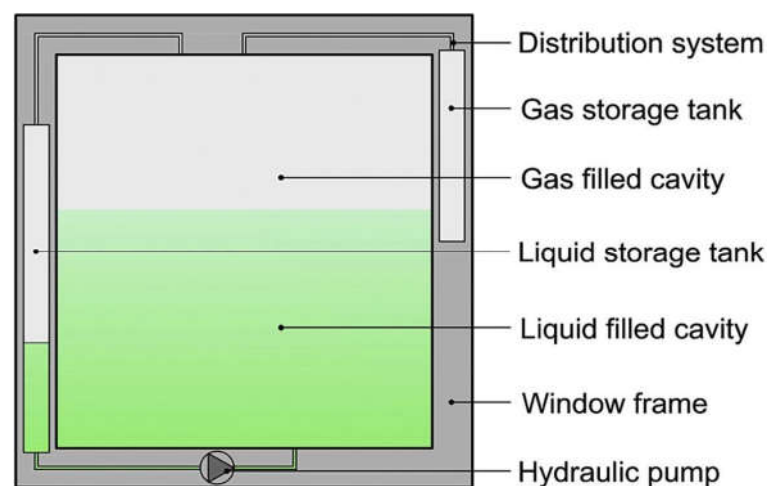 Distribution system
Gas storage tank
Gas filled cavity
Liquid storage tank
Liquid filled cavity
Window frame
Hydraulic pump